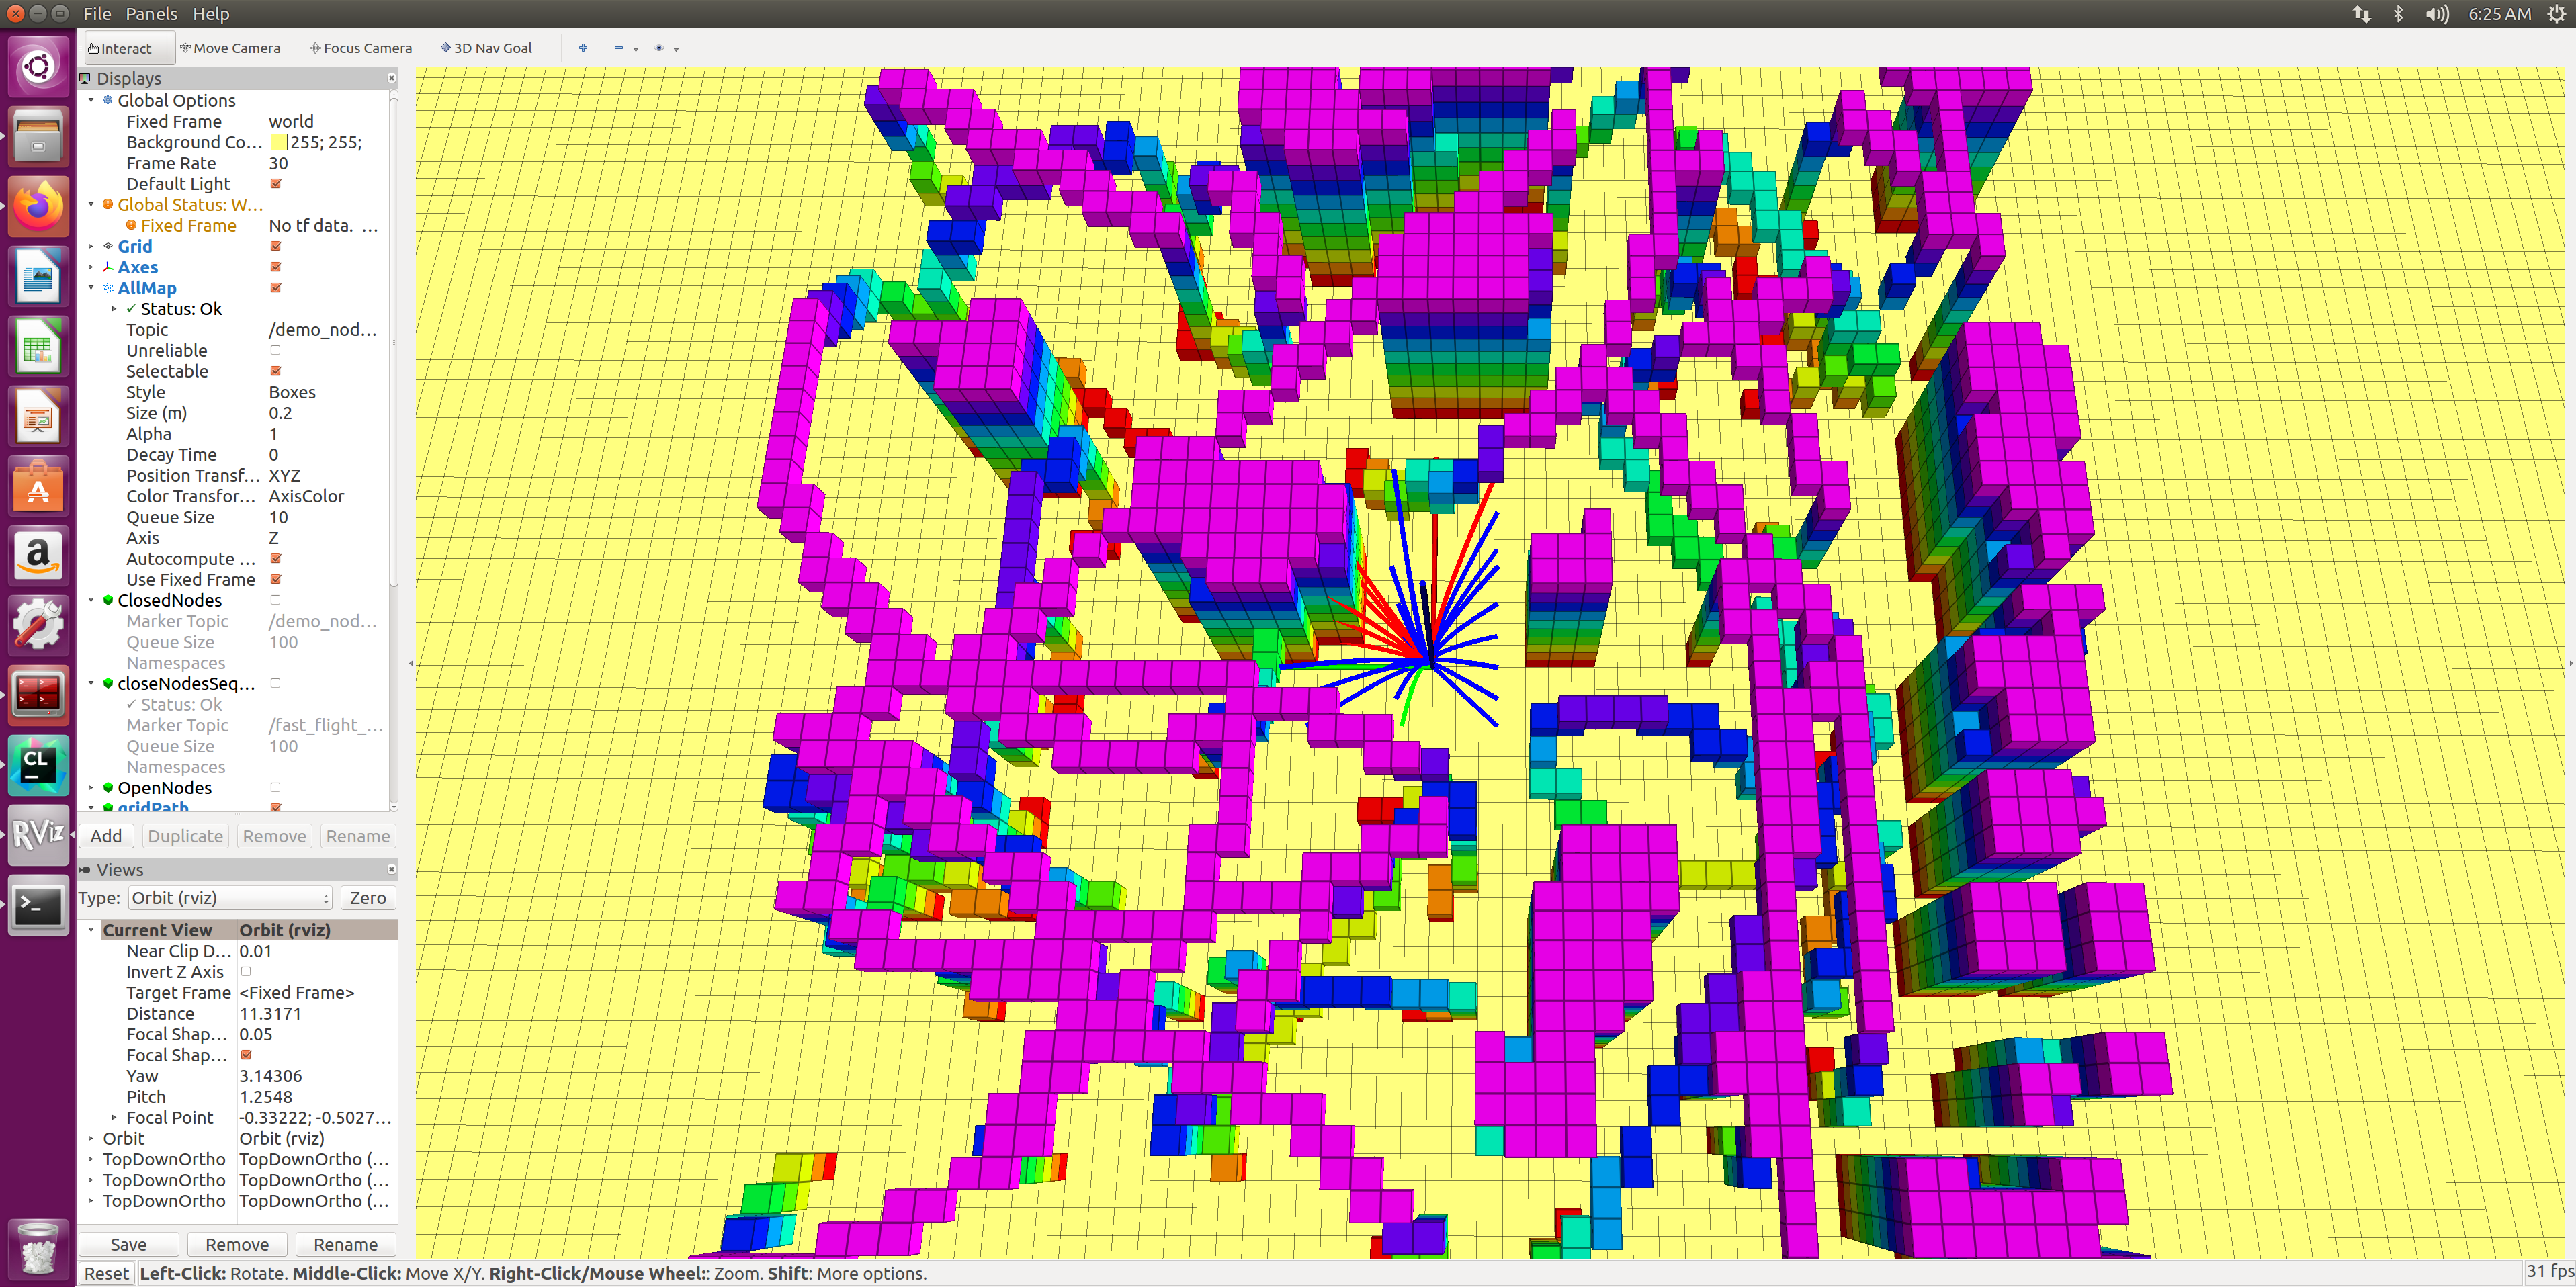 File Panels Help 6:25 AM
Interact Move Camera Focus Camera 3D Nav Goal
Displays
Global Options
Fixed Frame world
Background Co... 255; 255;
Frame Rate 30
Default Light
Global Status: W...
Fixed Frame No tf data. ...
Grid
Axes
AllMap
Status: Ok
Topic /demo_nod...
Unreliable
Selectable
Style Boxes
Size (m) 0.2
Alpha 1
Decay Time 0
Position Transf... XYZ
Color Transfor... AxisColor
Queue Size 10
Axis Z
Autocompute ...
Use Fixed Frame
ClosedNodes
Marker Topic /demo_nod...
Queue Size 100
Namespaces
closeNodesSeq...
Status: Ok
Marker Topic /fast_flight_...
Queue Size 100
Namespaces
OpenNodes
gridPath
Add Duplicate Remove Rename
Views
Type: Orbit (rviz) Zero
Current View Orbit (rviz)
Near Clip D... 0.01
Invert Z Axis
Target Frame <Fixed Frame>
Distance 11.3171
Focal Shap... 0.05
Focal Shap...
Yaw 3.14306
Pitch 1.2548
Focal Point -0.33222; -0.5027...
Orbit Orbit (rviz)
TopDownOrtho TopDownOrtho (...
TopDownOrtho TopDownOrtho (...
TopDownOrtho TopDownOrtho (...
Save Remove Rename
Reset Left-Click: Rotate. Middle-Click: Move X/Y. Right-Click/Mouse Wheel:: Zoom. Shift: More options. 31 fps
A
a
CL
RViz
>_